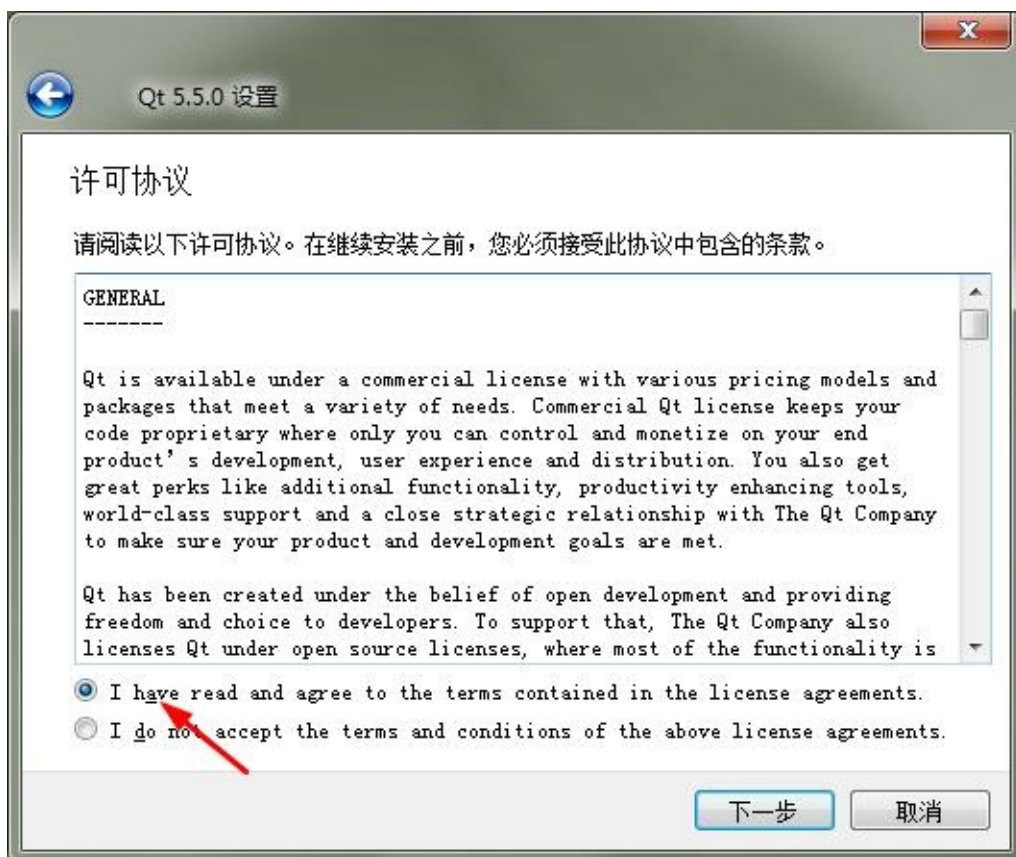 Qt 5.5.0 设置
许可协议
请阅读以下许可协议。在继续安装之前，您必须接受此协议中包含的条款。
GENERAL
-------
Qt is available under a commercial license with various pricing models and
packages that meet a variety of needs. Commercial Qt license keeps your
code proprietary where only you can control and monetize on your end
product’s development, user experience and distribution. You also get
great perks like additional functionality, productivity enhancing tools,
world-class support and a close strategic relationship with The Qt Company
to make sure your product and development goals are met.
Qt has been created under the belief of open development and providing
freedom and choice to developers. To support that, The Qt Company also
licenses Qt under open source licenses, where most of the functionality is
I have read and agree to the terms contained in the license agreements.
I do not accept the terms and conditions of the above license agreements.
下一步
取消